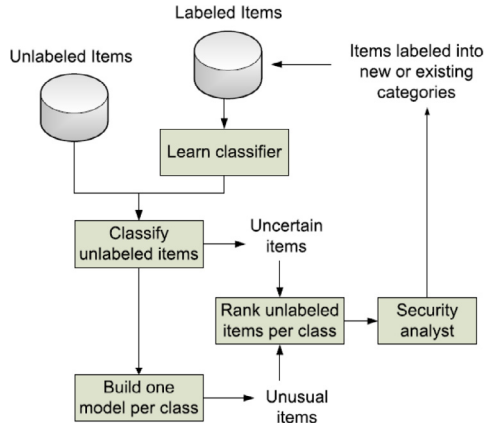 Labeled Items
Unlabeled Items
Items labeled into
new or existing
categories
Learn classifier
Classify
unlabeled items
Uncertain
items
Rank unlabeled
items per class
Security
analyst
Build one
model per class
Unusual
items